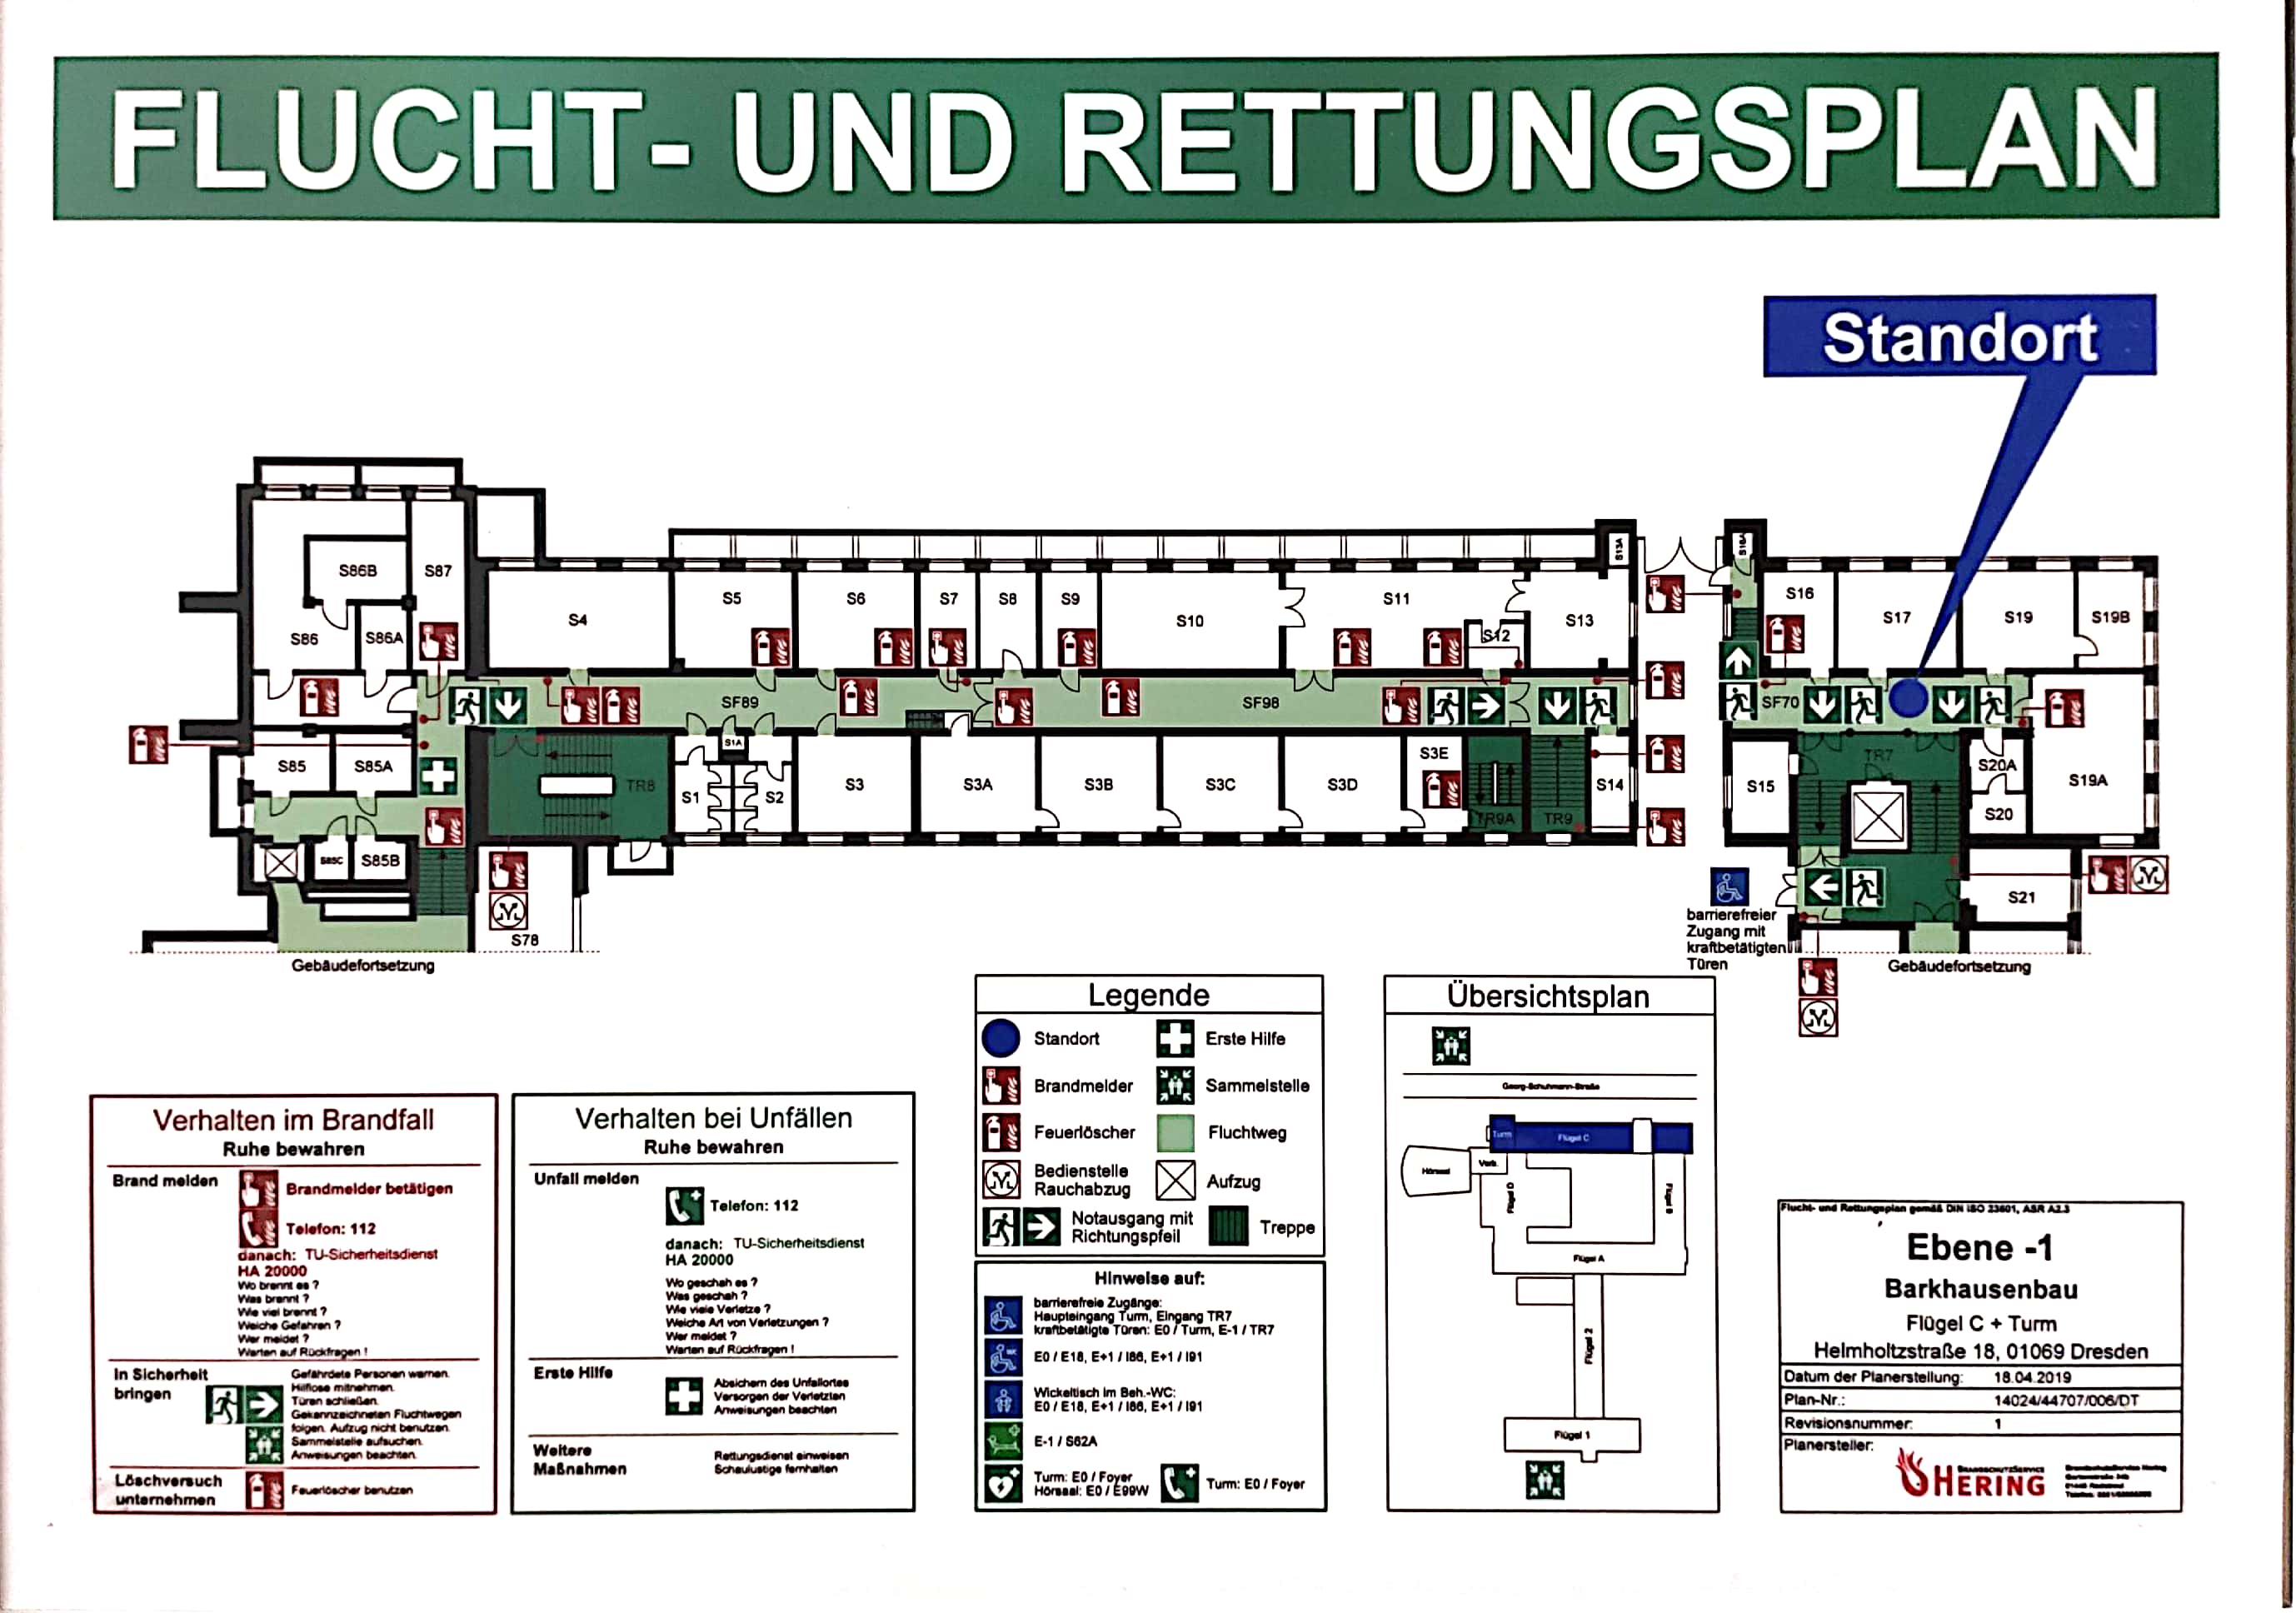 FLUCHT- UND RETTUNGSPLAN
Standort
S86B
S87
S86
S86A
S4
S5
S6
S7
S8
S9
S10
S11
S12
S13
S13A
S16A
S16
S17
S19
S19B
SF89
SF98
SF70
S85
S85A
S85C
S85B
TR8
S1A
S1
S2
S3
S3A
S3B
S3C
S3D
S3E
TR9A
TR9
S14
S15
TR7
S20A
S20
S19A
S21
S78
barrierefreier
Zugang mit
kraftbetätigten
Türen
Gebäudefortsetzung
Gebäudefortsetzung
Verhalten im Brandfall
Ruhe bewahren
Brand melden
Brandmelder betätigen
Telefon: 112
danach: TU-Sicherheitsdienst
HA 20000
Wo brennt es ?
Was brennt ?
Wie viel brennt ?
Welche Gefahren ?
Wer meldet ?
Warten auf Rückfragen !
In Sicherheit
bringen
Gefährdete Personen warnen.
Hilflose mitnehmen.
Türen schließen.
Gekennzeichneten Fluchtwegen
folgen. Aufzug nicht benutzen.
Sammelstelle aufsuchen.
Anweisungen beachten.
Löschversuch
unternehmen
Feuerlöscher benutzen
Verhalten bei Unfällen
Ruhe bewahren
Unfall melden
Telefon: 112
danach: TU-Sicherheitsdienst
HA 20000
Wo geschah es ?
Was geschah ?
Wie viele Verletze ?
Welche Art von Verletzungen ?
Wer meldet ?
Warten auf Rückfragen !
Erste Hilfe
Absichern des Unfallortes
Versorgen der Verletzten
Anweisungen beachten
Weitere
Maßnahmen
Rettungsdienst einweisen
Schaulustige fernhalten
Legende
Standort
Erste Hilfe
Brandmelder
Sammelstelle
Feuerlöscher
Fluchtweg
Bedienstelle
Rauchabzug
Aufzug
Notausgang mit
Richtungspfeil
Treppe
Hinweise auf:
barrierefreie Zugänge:
Haupteingang Turm, Eingang TR7
kraftbetätigte Türen: E0 / Turm, E-1 / TR7
E0 / E18, E+1 / I86, E+1 / I91
Wickeltisch im Beh.-WC:
E0 / E18, E+1 / I86, E+1 / I91
E-1 / S62A
Turm: E0 / Foyer
Hörsaal: E0 / E99W
Turm: E0 / Foyer
Übersichtsplan
Georg-Schuhmann-Straße
Turm
Flügel C
Hörsaal
Verb.
Flügel D
Flügel B
Flügel A
Flügel 2
Flügel 1
Flucht- und Rettungsplan gemäß DIN ISO 23601, ASR A2.3
Ebene -1
Barkhausenbau
Flügel C + Turm
Helmholtzstraße 18, 01069 Dresden
Datum der Planerstellung: 18.04.2019
Plan-Nr.: 14024/44707/006/DT
Revisionsnummer: 1
Planersteller:
BRANDSCHUTZSERVICE
HERING
Brandschutzservice Hering